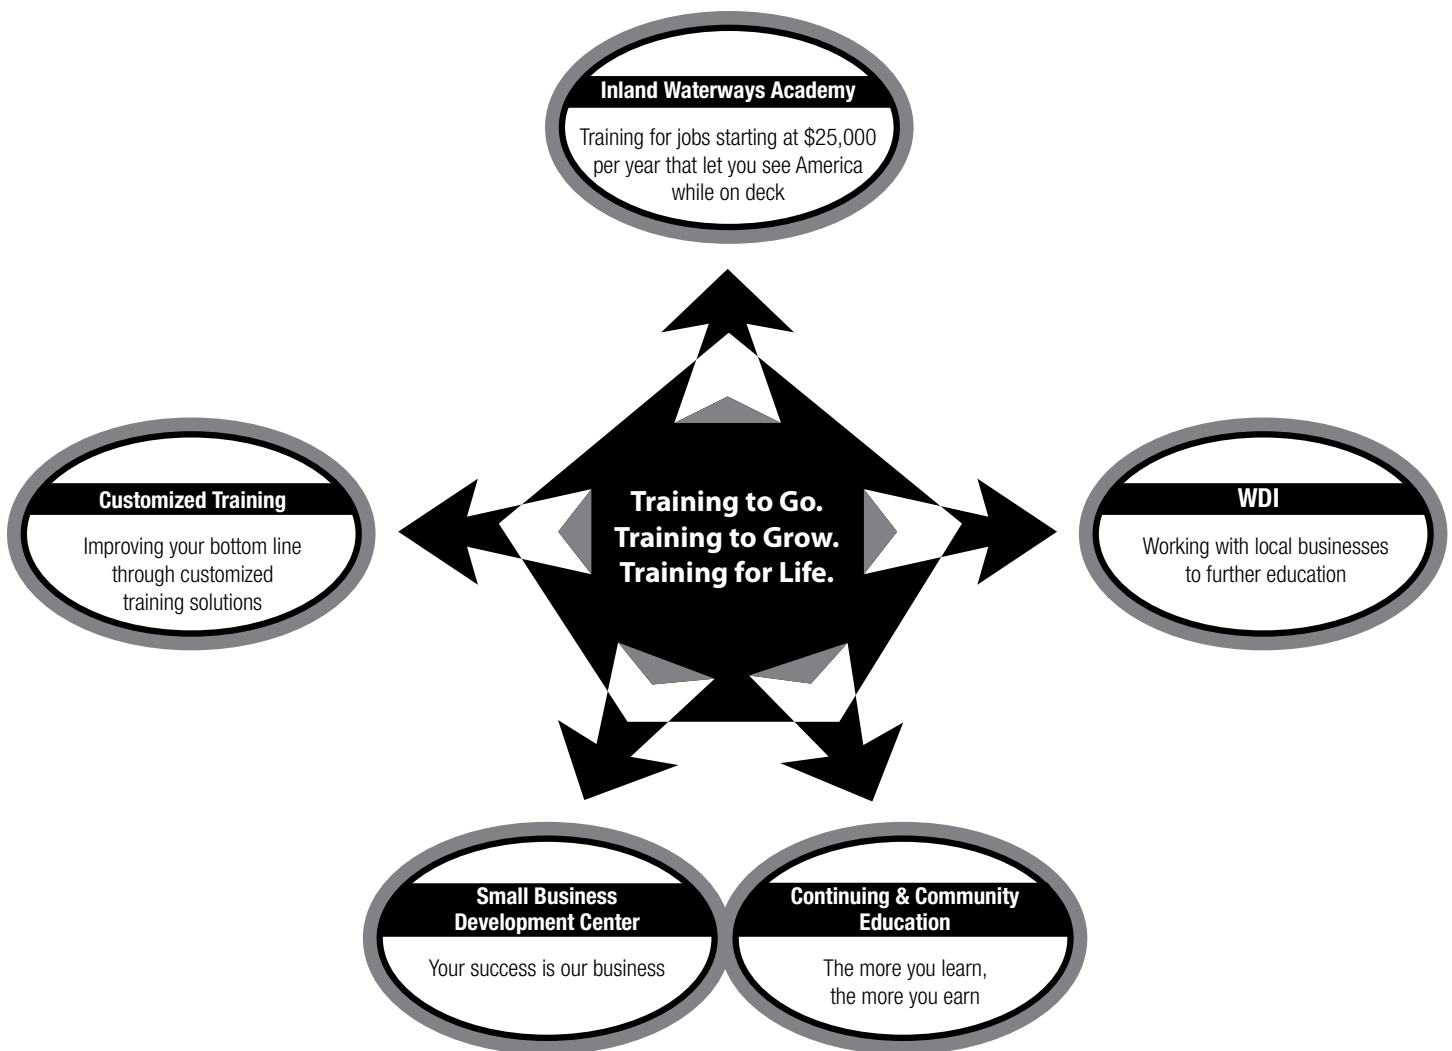 Inland Waterways Academy
Training for jobs starting at $25,000
per year that let you see America
while on deck
Customized Training
Improving your bottom line
through customized
training solutions
Training to Go.
Training to Grow.
Training for Life.
WDI
Working with local businesses
to further education
Small Business
Development Center
Your success is our business
Continuing & Community
Education
The more you learn,
the more you earn